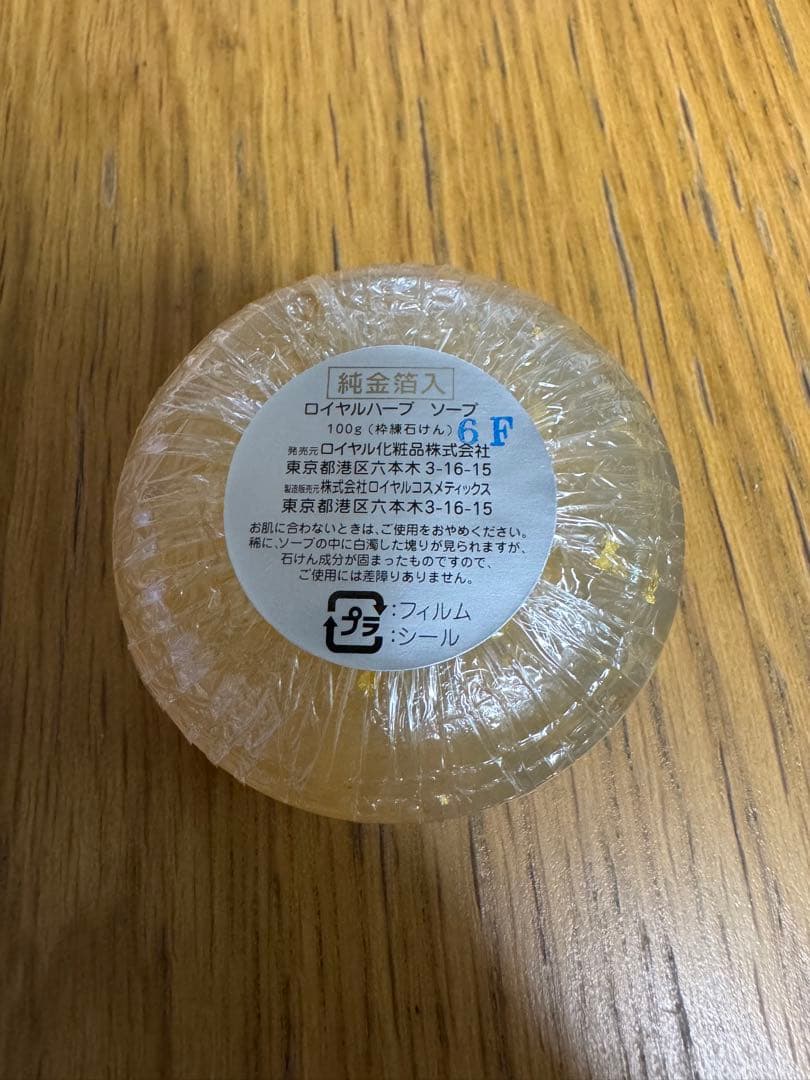 純金箔入
ロイヤルハーブ ソープ
100g (枠練石けん) 6F
発売元 ロイヤル化粧品株式会社
東京都港区六本木3-16-15
製造販売元 株式会社ロイヤルコスメティックス
東京都港区六本木3-16-15
お肌に合わないときは、ご使用をおやめください。
稀に、ソープの中に白濁した塊りが見られますが、
石けん成分が固まったものですので、
ご使用には差障りありません。
プラ :フィルム
:シール